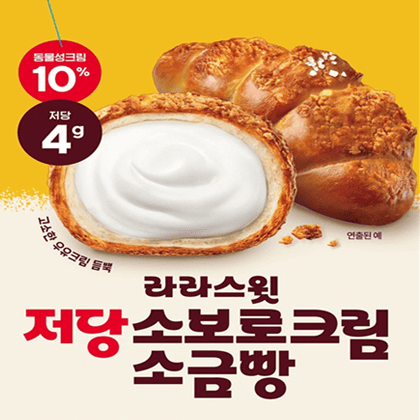 동물성크림
10%
저당
4g
고소한 우유크림 듬뿍
연출된 예
라라스윗
저당 소보로크림
소금빵